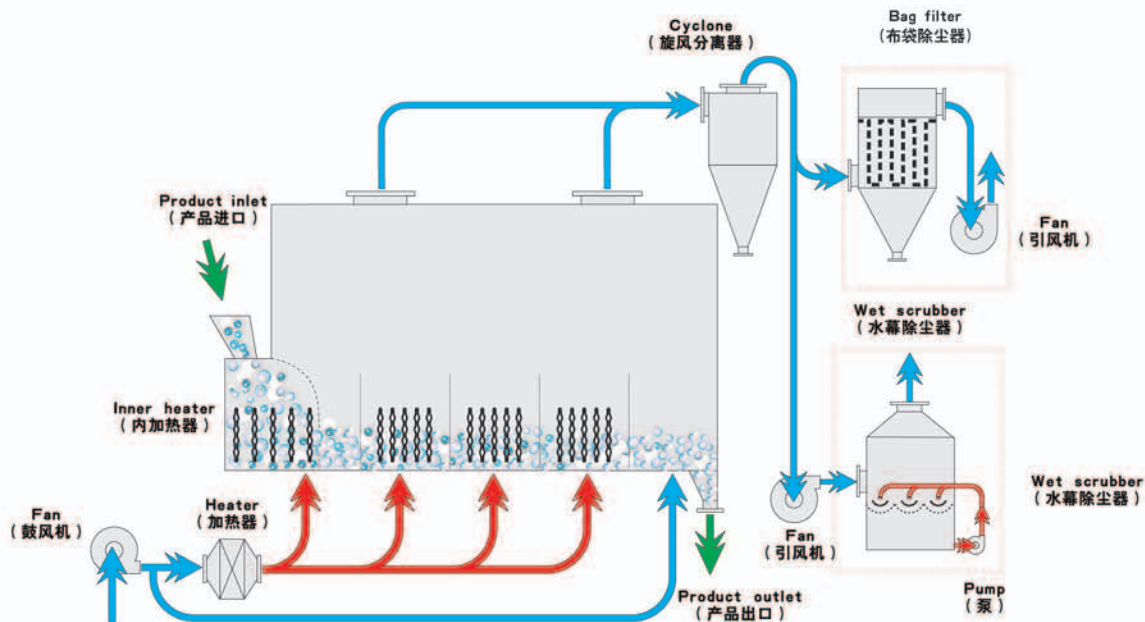 Cyclone
（旋风分离器）
Bag filter
（布袋除尘器）
Product inlet
（产品进口）
Fan
（引风机）
Wet scrubber
（水幕除尘器）
Inner heater
（内加热器）
Wet scrubber
（水幕除尘器）
Fan
（鼓风机）
Heater
（加热器）
Fan
（引风机）
Product outlet
（产品出口）
Pump
（泵）